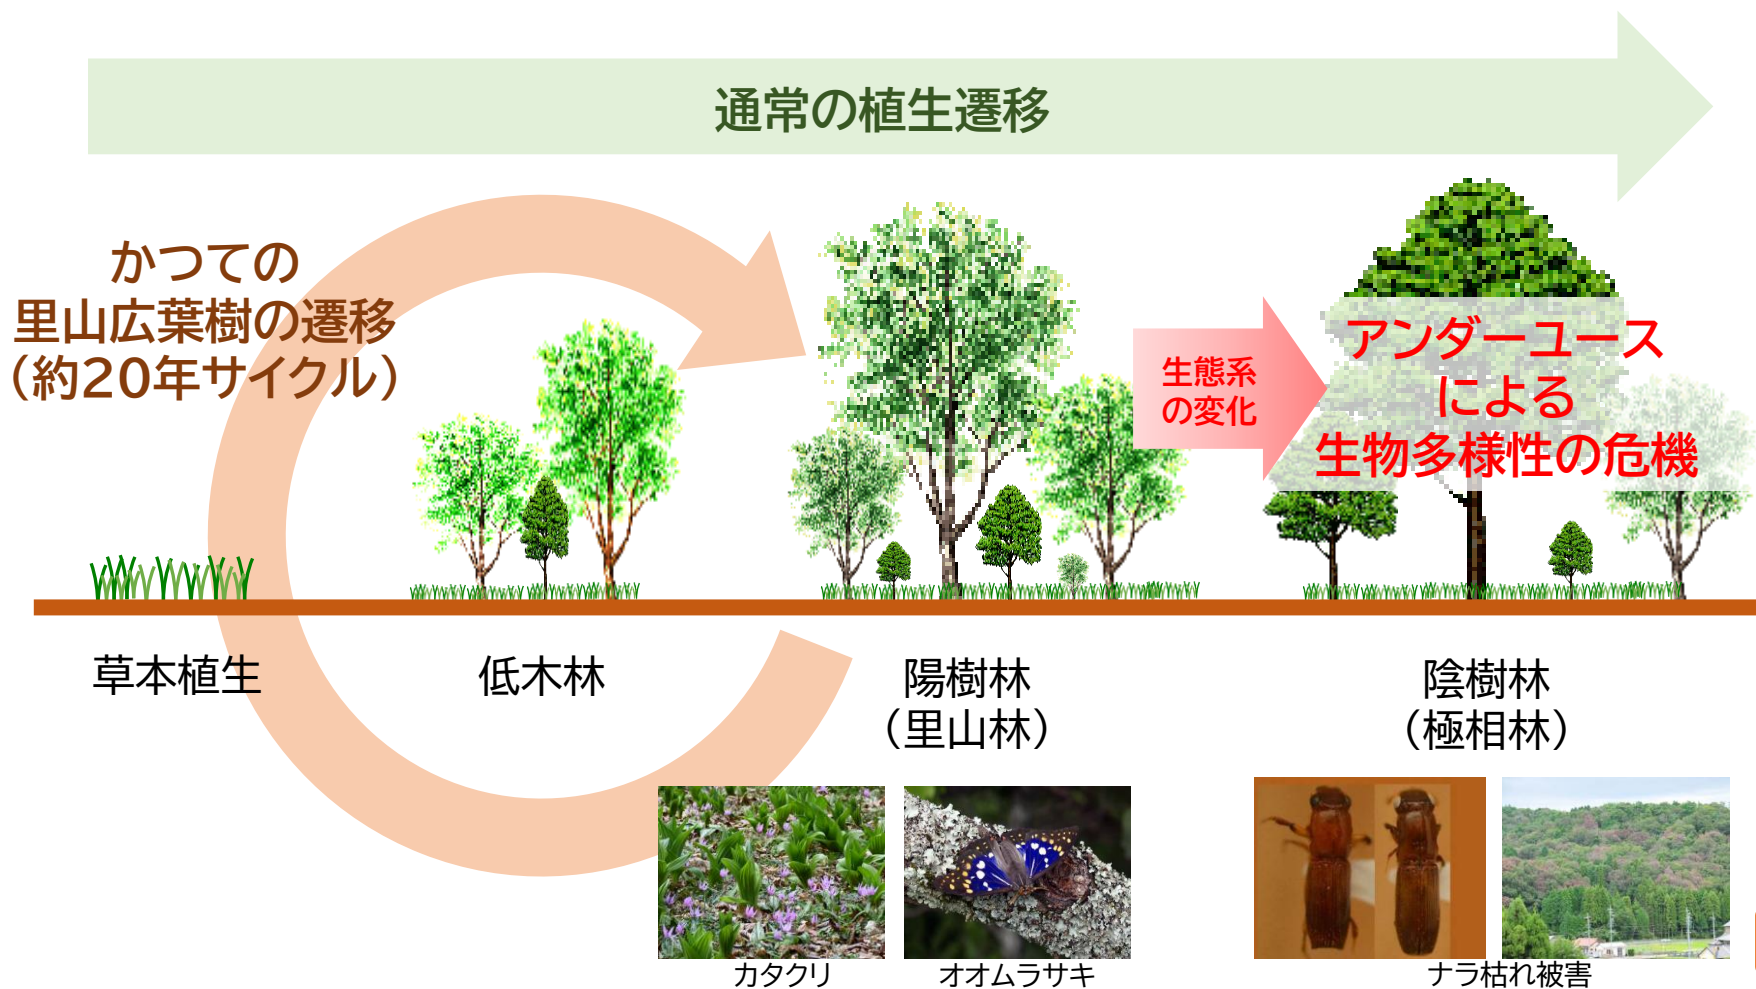 通常の植生遷移
かつての
里山広葉樹の遷移
（約20年サイクル）
生態系
の変化
アンダーユース
による
生物多様性の危機
草本植生
低木林
陽樹林
（里山林）
陰樹林
（極相林）
カタクリ
オオムラサキ
ナラ枯れ被害